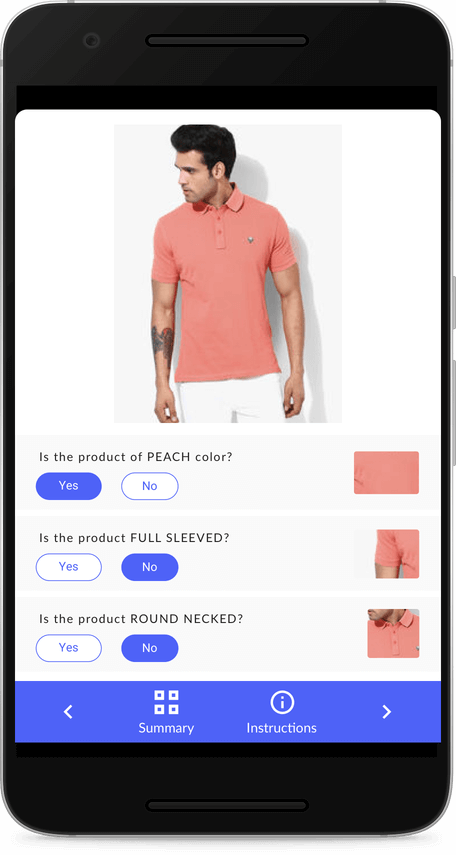 Is the product of PEACH color?
Yes No
Is the product FULL SLEEVED?
Yes No
Is the product ROUND NECKED?
Yes No
Summary Instructions